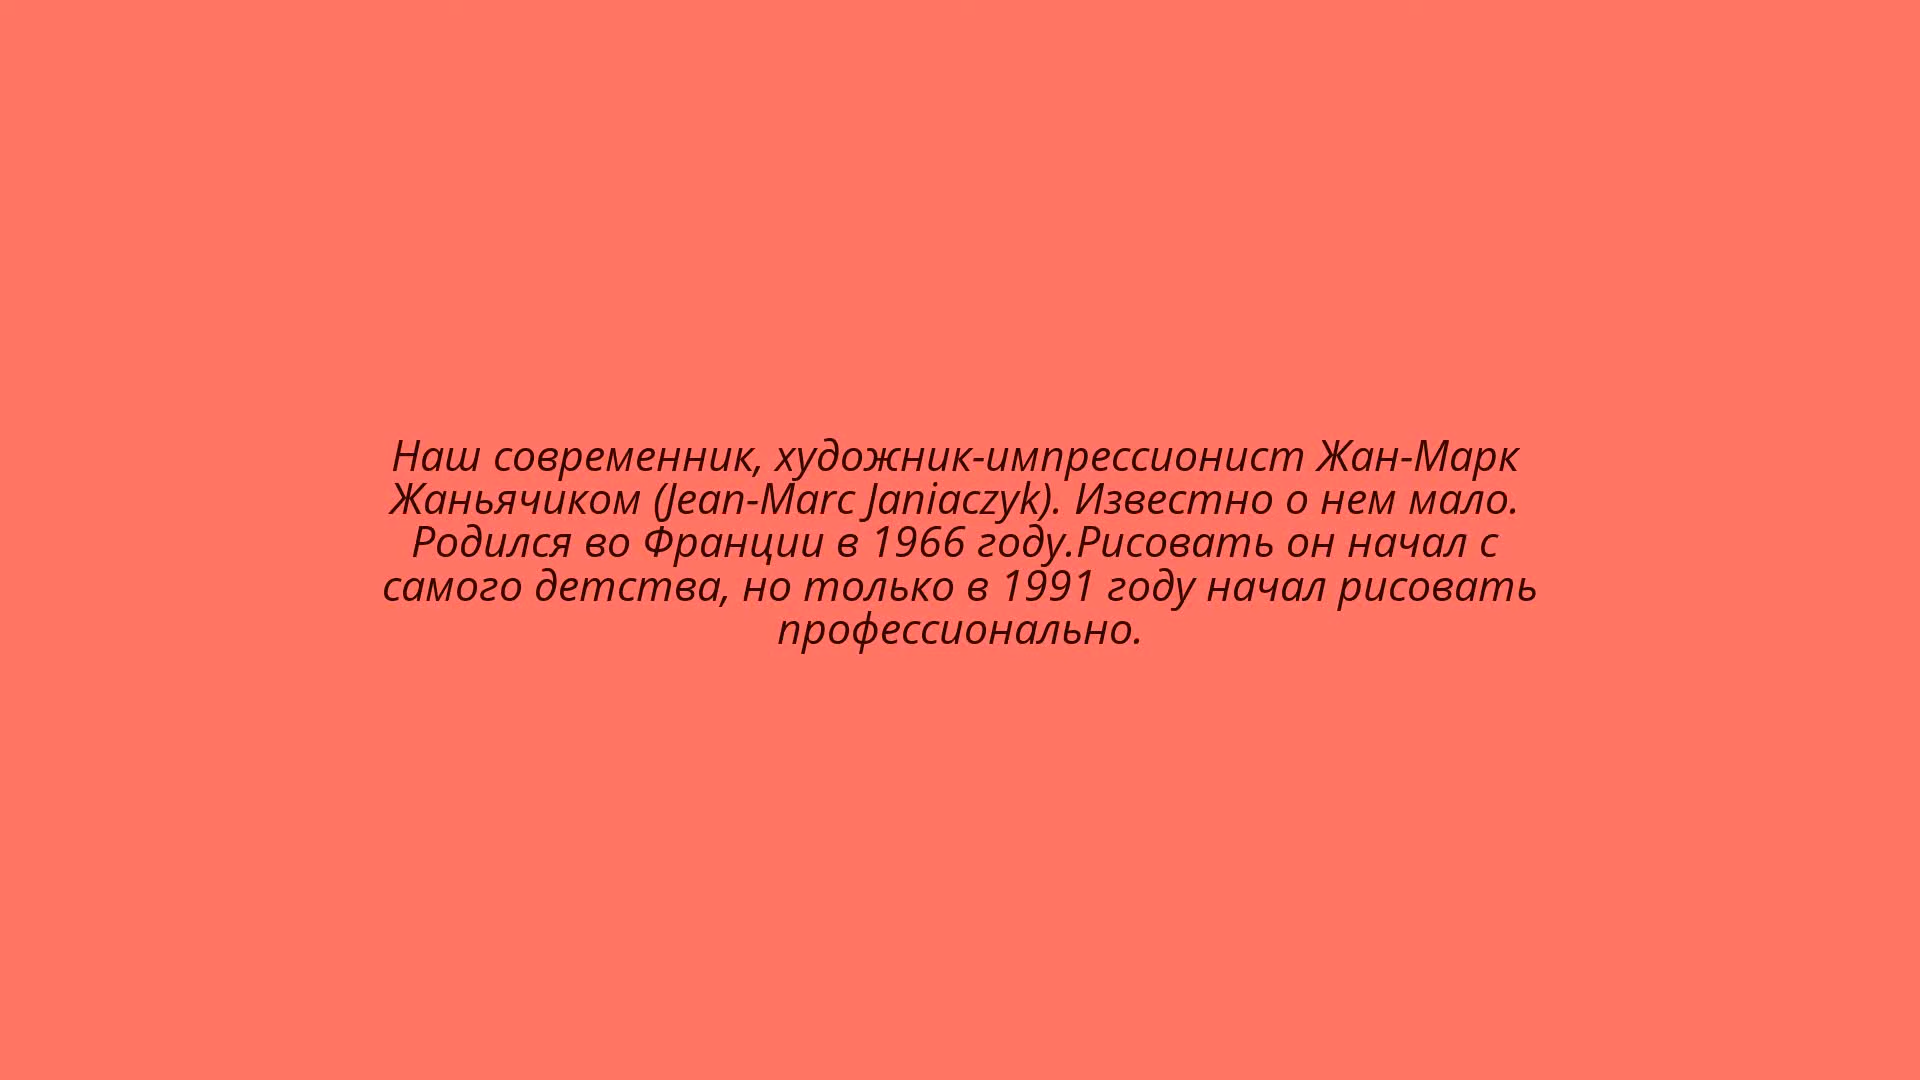 Наш современник, художник-импрессионист Жан-Марк
Жаньячиком (Jean-Marc Janiaczyk). Известно о нем мало.
Родился во Франции в 1966 году.Рисовать он начал с
самого детства, но только в 1991 году начал рисовать
профессионально.